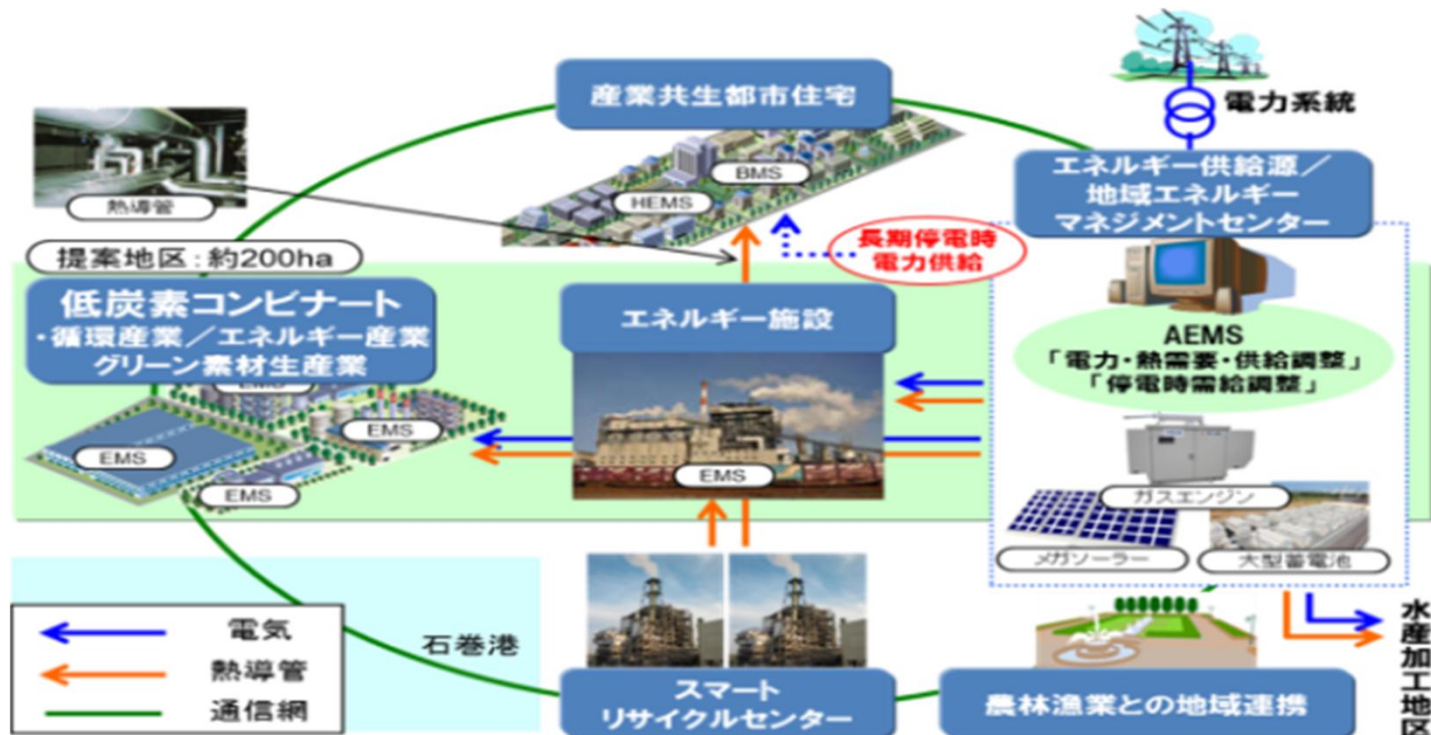 産業共生都市住宅
電力系統
エネルギー供給源／
地域エネルギー
マネジメントセンター
BMS
HEMS
熱導管
提案地区：約200ha
長期停電時
電力供給
低炭素コンビナート
・循環産業／エネルギー産業
グリーン素材生産業
エネルギー施設
AEMS
「電力・熱需要・供給調整」
「停電時需給調整」
EMS
EMS
EMS
EMS
EMS
ガスエンジン
メガソーラー
大型蓄電池
電気
熱導管
通信網
石巻港
スマート
リサイクルセンター
農林漁業との地域連携
水産加工地区